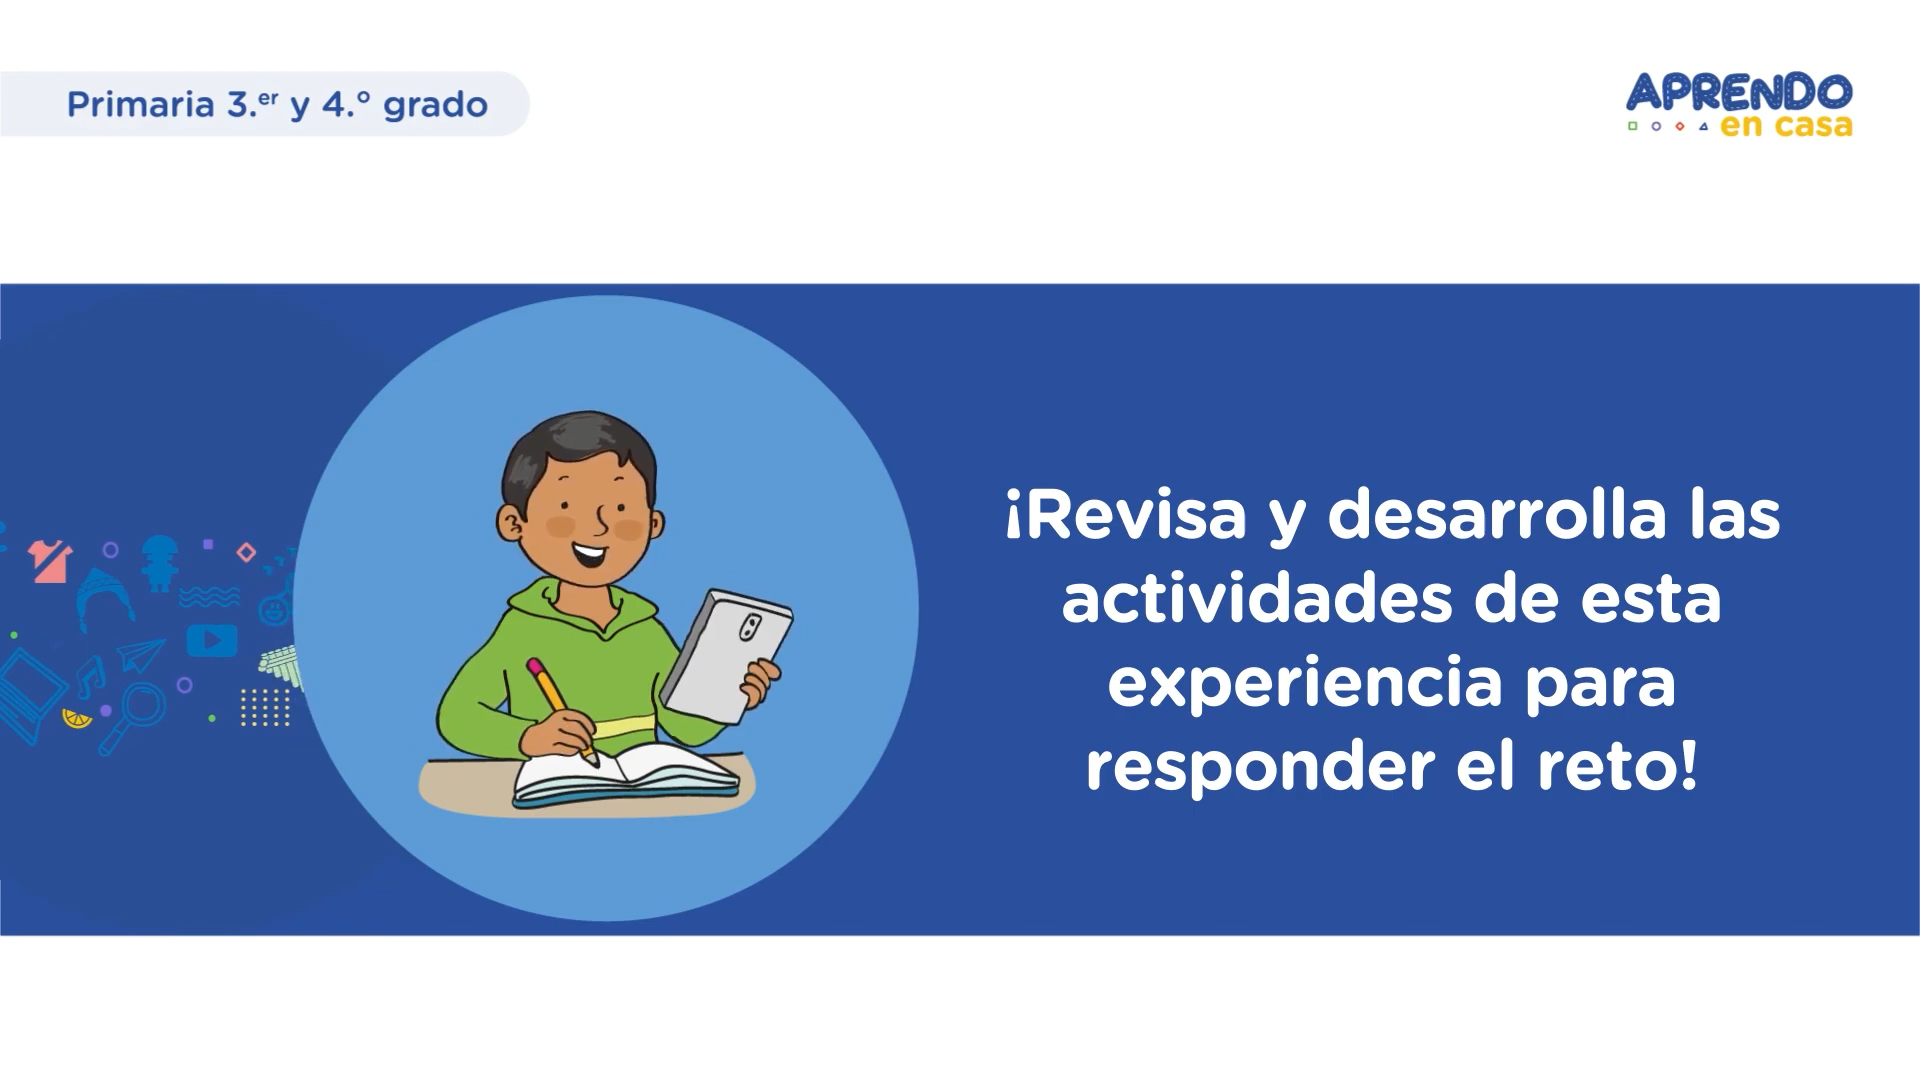 Primaria 3.er y 4.° grado
APRENDO
en casa
¡Revisa y desarrolla las
actividades de esta
experiencia para
responder el reto!